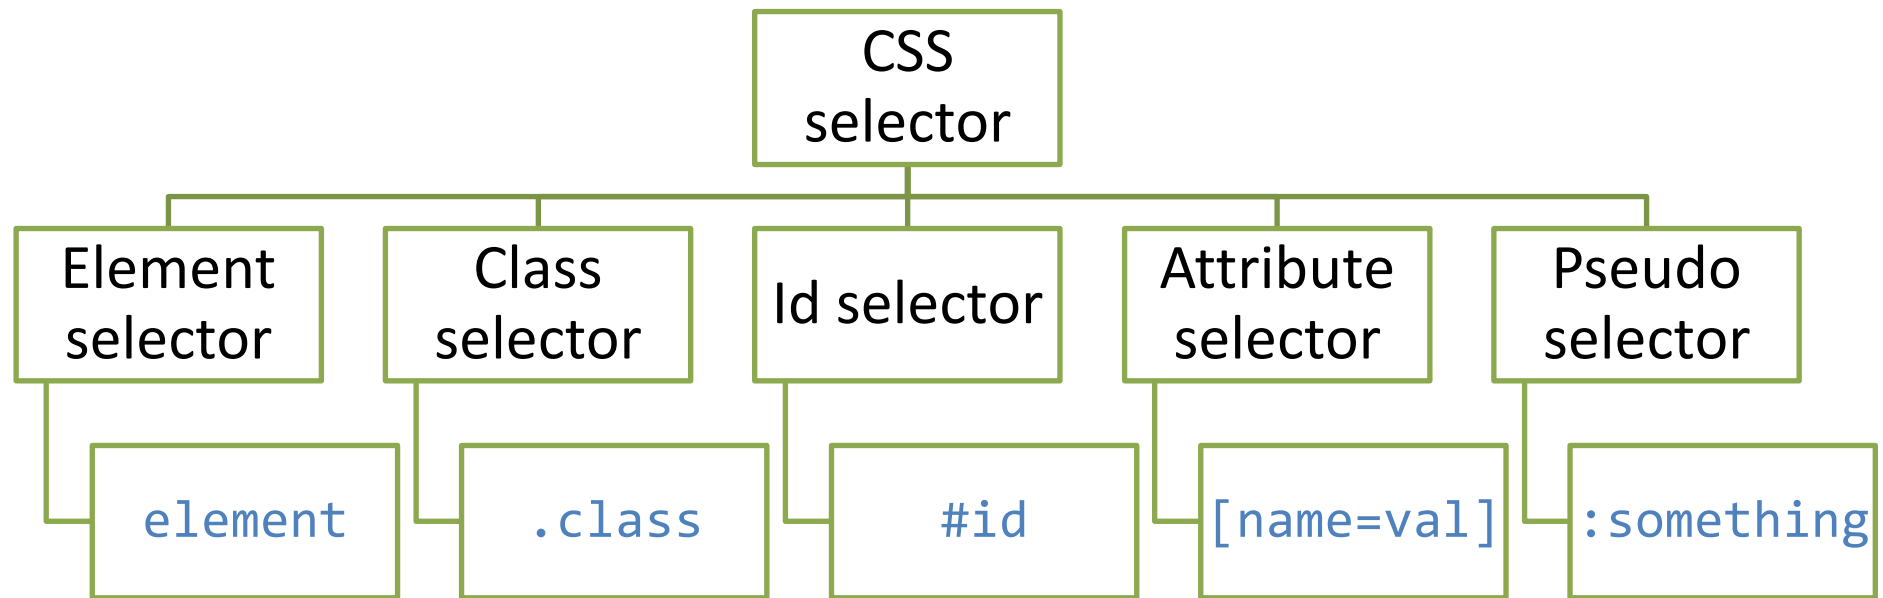 CSS
selector
Element
selector
Class
selector
Id selector
Attribute
selector
Pseudo
selector
element
.class
#id
[name=val]
:something